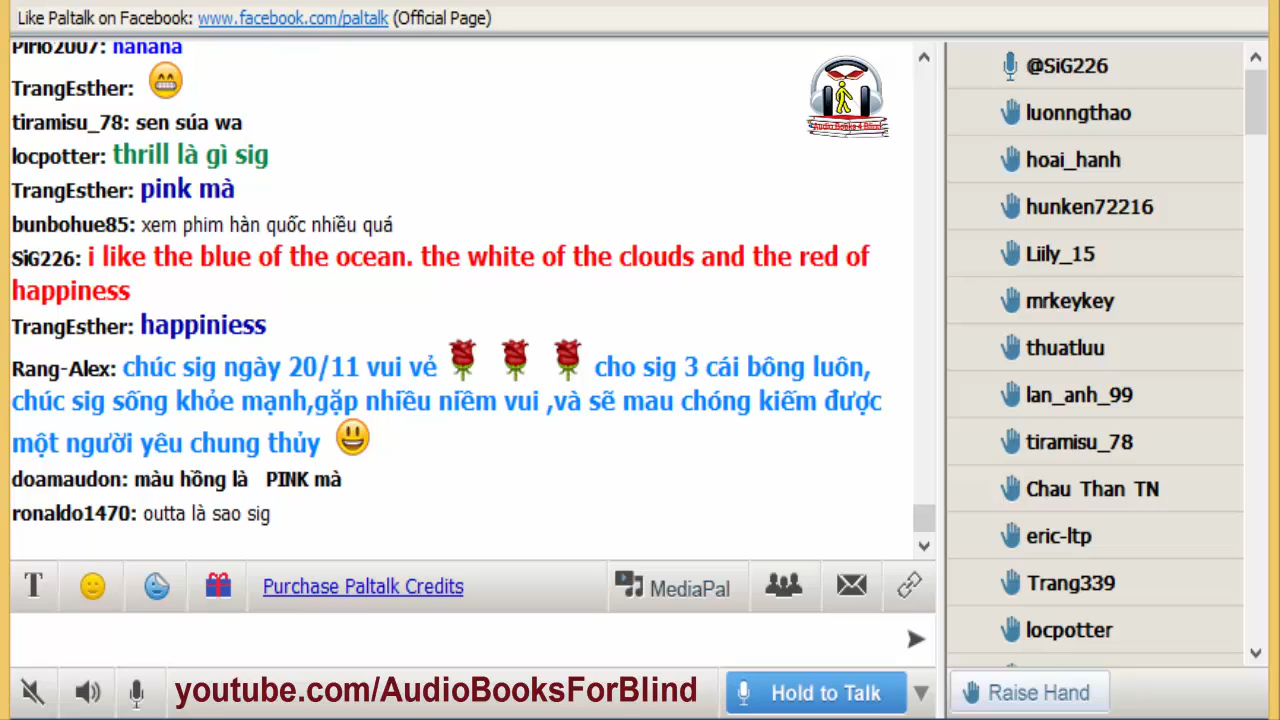 Like Paltalk on Facebook: www.facebook.com/paltalk (Official Page)
Pirlo2007: hahaha
TrangEsther:
tiramisu_78: sen súa wa
locpotter: thrill là gì sig
TrangEsther: pink mà
bunbohue85: xem phim hàn quốc nhiều quá
SiG226: i like the blue of the ocean. the white of the clouds and the red of
happiness
TrangEsther: happiniess
Rang-Alex: chúc sig ngày 20/11 vui vẻ cho sig 3 cái bông luôn,
chúc sig sống khỏe mạnh,gặp nhiều niềm vui ,và sẽ mau chóng kiếm được
một người yêu chung thủy
doamaudon: màu hồng là PINK mà
ronaldo1470: outta là sao sig
Audio Books 4 Blind
@SiG226
luonngthao
hoai_hanh
hunken72216
Liily_15
mrkeykey
thuatluu
lan_anh_99
tiramisu_78
Chau Than TN
eric-ltp
Trang339
locpotter
T
Purchase Paltalk Credits
MediaPal
youtube.com/AudioBooksForBlind
Hold to Talk
Raise Hand